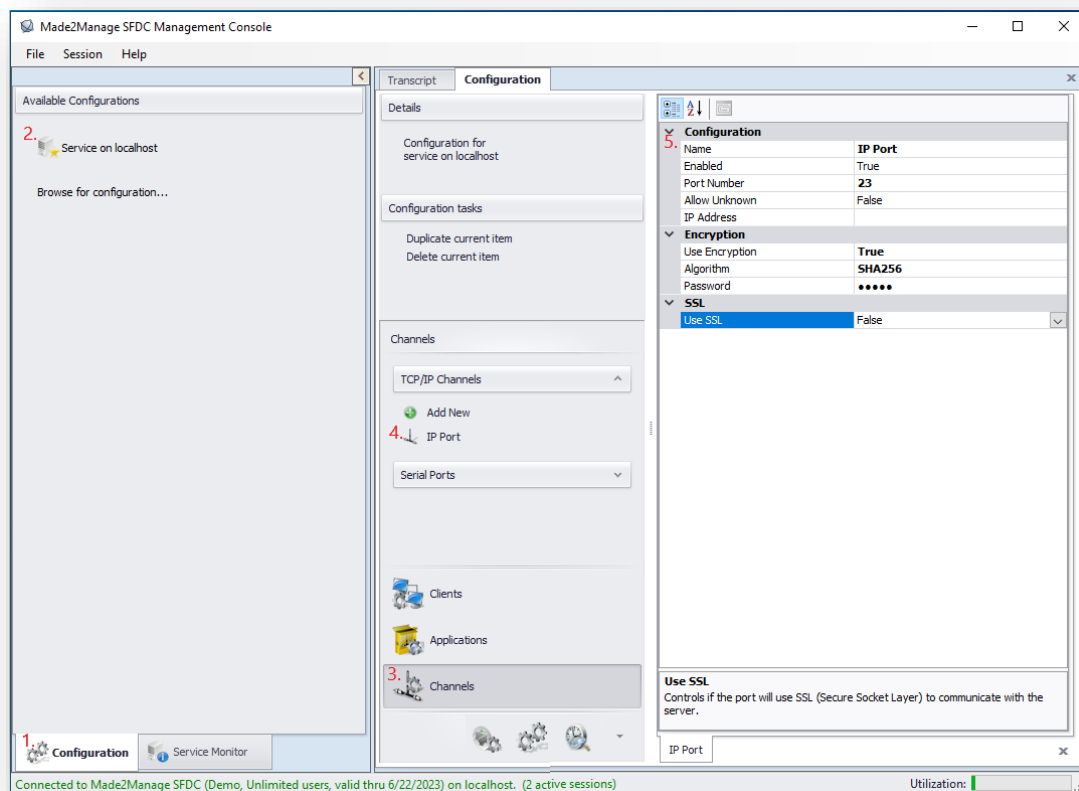 Made2Manage SFDC Management Console
File Session Help
Available Configurations
2.
Service on localhost
Browse for configuration...
1.
Configuration
Service Monitor
Transcript
Configuration
Details
Configuration for
service on localhost
Configuration tasks
Duplicate current item
Delete current item
Channels
TCP/IP Channels
Add New
4.
IP Port
Serial Ports
Clients
Applications
3.
Channels
Configuration
5.
Name IP Port
Enabled True
Port Number 23
Allow Unknown False
IP Address
Encryption
Use Encryption True
Algorithm SHA256
Password •••••
SSL
Use SSL False
Use SSL
Controls if the port will use SSL (Secure Socket Layer) to communicate with the
server.
IP Port
Connected to Made2Manage SFDC (Demo, Unlimited users, valid thru 6/22/2023) on localhost. (2 active sessions)
Utilization: